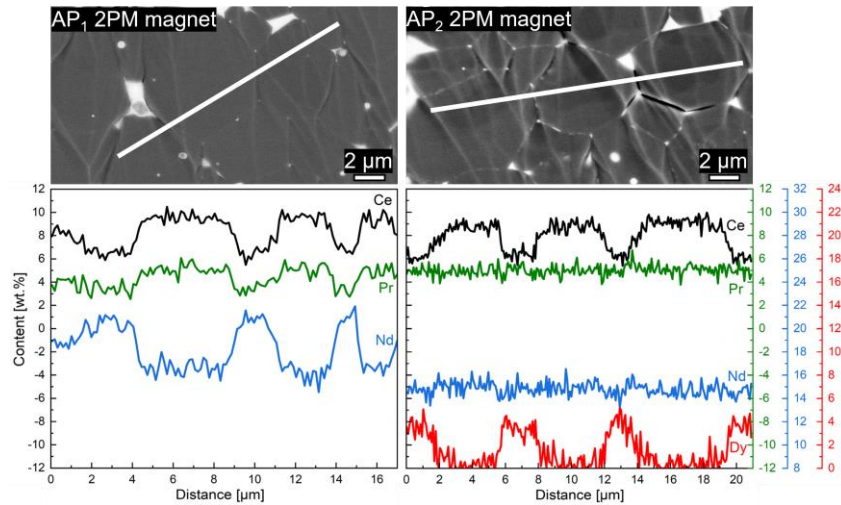 AP₁ 2PM magnet
2 µm
AP₂ 2PM magnet
2 µm
Content [wt.%]
12
10
8
6
4
2
0
-2
-4
-6
-8
-10
-12
Ce
Pr
Nd
0 2 4 6 8 10 12 14 16
Distance [µm]
Ce
Pr
Nd
Dy
0 2 4 6 8 10 12 14 16 18 20
Distance [µm]
12 32 24
10 30 22
8 28 20
6 26 18
4 24 16
2 22 14
0 20 12
-2 18 10
-4 16 8
-6 14 6
-8 12 4
-10 10 2
-12 8 0